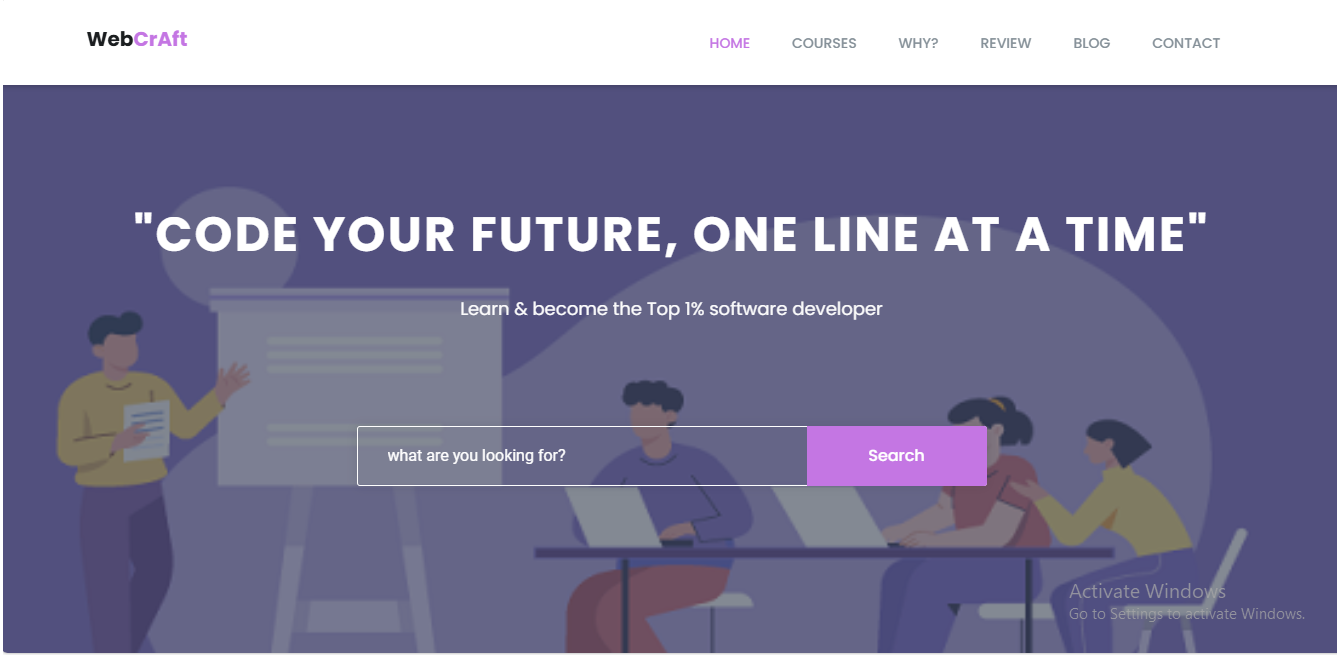 WebCrAft
HOME COURSES WHY? REVIEW BLOG CONTACT
"CODE YOUR FUTURE, ONE LINE AT A TIME"
Learn & become the Top 1% software developer
what are you looking for? Search
Activate Windows
Go to Settings to activate Windows.